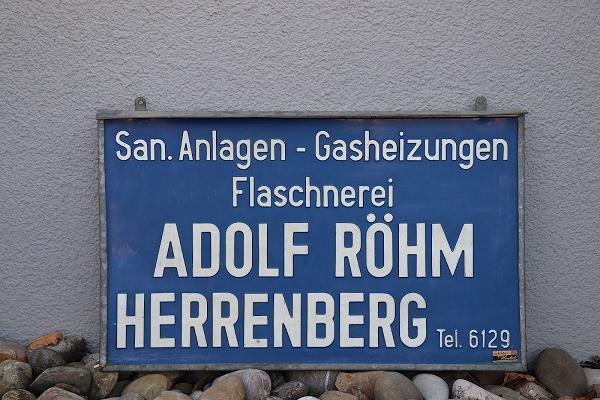 San. Anlagen - Gasheizungen
Flaschnerei
ADOLF RÖHM
HERRENBERG Tel. 6129